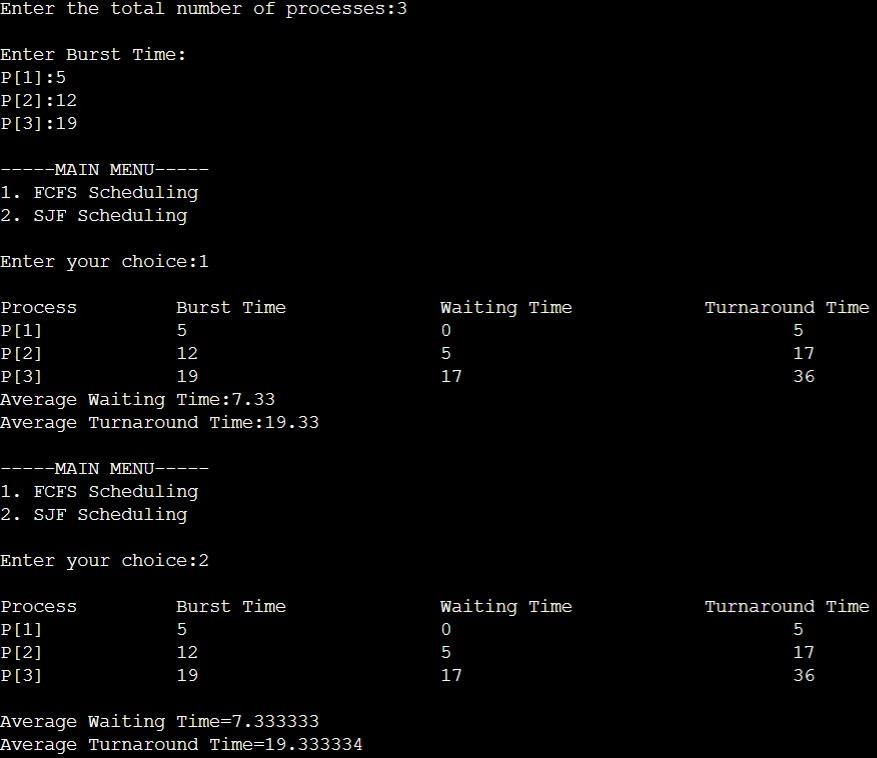 Enter the total number of processes:3
Enter Burst Time:
P[1]:5
P[2]:12
P[3]:19
-----MAIN MENU-----
1. FCFS Scheduling
2. SJF Scheduling
Enter your choice:1
Process Burst Time Waiting Time Turnaround Time
P[1] 5 0 5
P[2] 12 5 17
P[3] 19 17 36
Average Waiting Time:7.33
Average Turnaround Time:19.33
-----MAIN MENU-----
1. FCFS Scheduling
2. SJF Scheduling
Enter your choice:2
Process Burst Time Waiting Time Turnaround Time
P[1] 5 0 5
P[2] 12 5 17
P[3] 19 17 36
Average Waiting Time=7.333333
Average Turnaround Time=19.333334